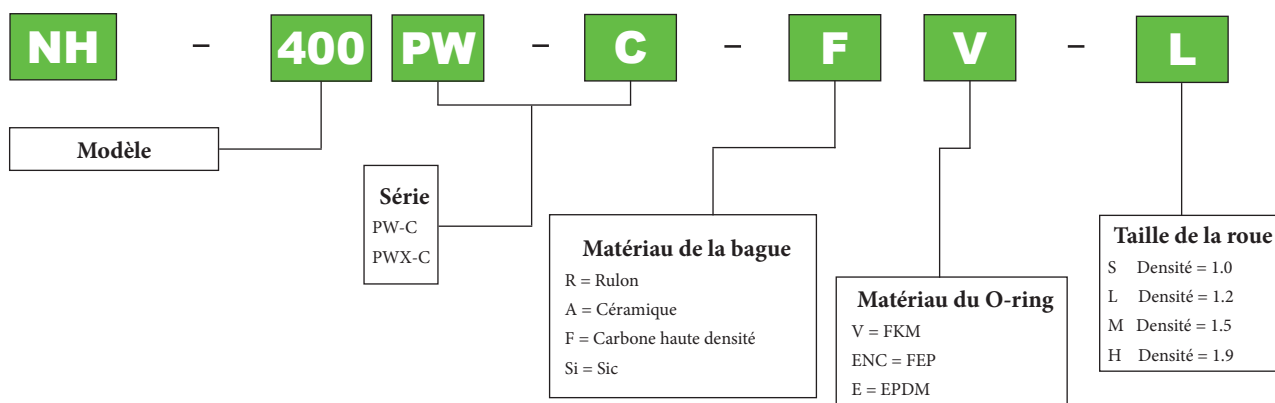 NH - 400 PW - C - F V - L
Modèle
Série
PW-C
PWX-C
Matériau de la bague
R = Rulon
A = Céramique
F = Carbone haute densité
Si = Sic
Matériau du O-ring
V = FKM
ENC = FEP
E = EPDM
Taille de la roue
S Densité = 1.0
L Densité = 1.2
M Densité = 1.5
H Densité = 1.9